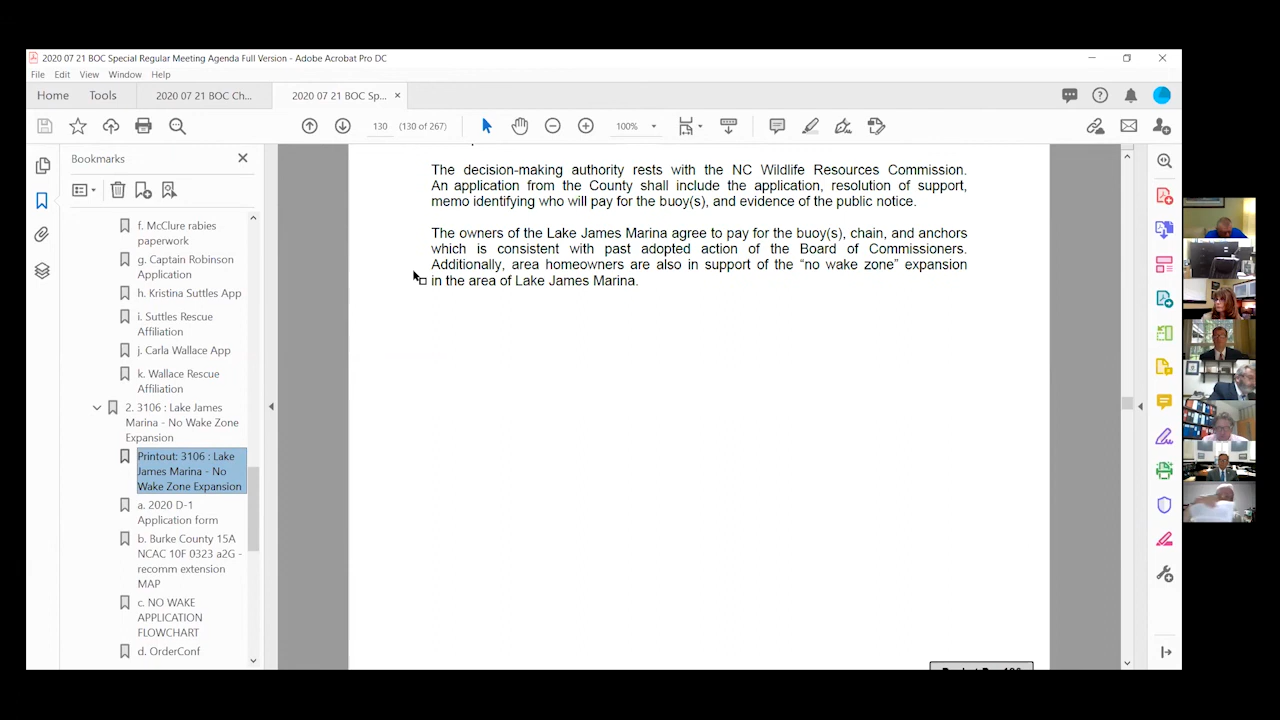 2020 07 21 BOC Special Regular Meeting Agenda Full Version - Adobe Acrobat Pro DC
File Edit View Window Help
Home Tools 2020 07 21 BOC Ch... 2020 07 21 BOC Sp... ×
130 (130 of 267) 100%
Bookmarks
f. McClure rabies
paperwork
g. Captain Robinson
Application
h. Kristina Suttles App
i. Suttles Rescue
Affiliation
j. Carla Wallace App
k. Wallace Rescue
Affiliation
2. 3106 : Lake James
Marina - No Wake Zone
Expansion
Printout: 3106 : Lake
James Marina - No
Wake Zone Expansion
a. 2020 D-1
Application form
b. Burke County 15A
NCAC 10F 0323 a2G -
recomm extension
MAP
c. NO WAKE
APPLICATION
FLOWCHART
d. OrderConf
The decision-making authority rests with the NC Wildlife Resources Commission.
An application from the County shall include the application, resolution of support,
memo identifying who will pay for the buoy(s), and evidence of the public notice.
The owners of the Lake James Marina agree to pay for the buoy(s), chain, and anchors
which is consistent with past adopted action of the Board of Commissioners.
Additionally, area homeowners are also in support of the “no wake zone” expansion
in the area of Lake James Marina.